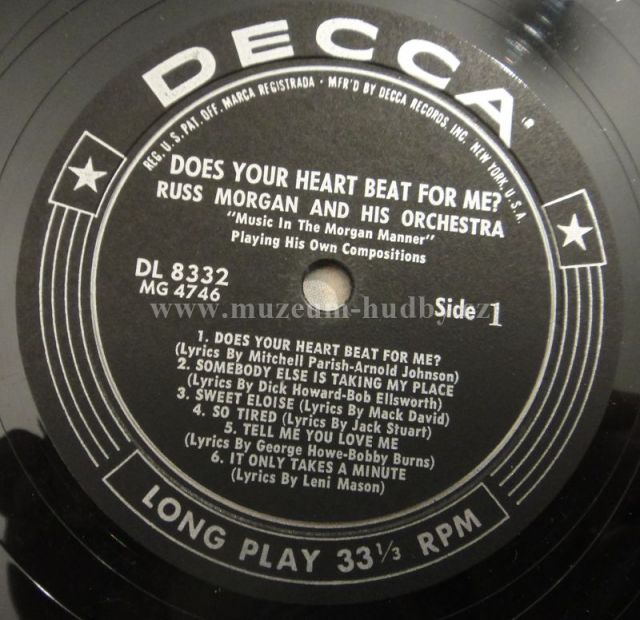 DECCA®
REG. U.S. PAT. OFF. MARCA REGISTRADA • MFR'D BY DECCA RECORDS, INC., NEW YORK, U.S.A.
DOES YOUR HEART BEAT FOR ME?
RUSS MORGAN AND HIS ORCHESTRA
"Music In The Morgan Manner"
Playing His Own Compositions
DL 8332
MG 4746
www.muzeum-hudby.cz
Side 1
1. DOES YOUR HEART BEAT FOR ME?
(Lyrics By Mitchell Parish-Arnold Johnson)
2. SOMEBODY ELSE IS TAKING MY PLACE
(Lyrics By Dick Howard-Bob Ellsworth)
3. SWEET ELOISE (Lyrics By Mack David)
4. SO TIRED (Lyrics By Jack Stuart)
5. TELL ME YOU LOVE ME
(Lyrics By George Howe-Bobby Burns)
6. IT ONLY TAKES A MINUTE
(Lyrics By Leni Mason)
LONG PLAY 33 1/3 RPM